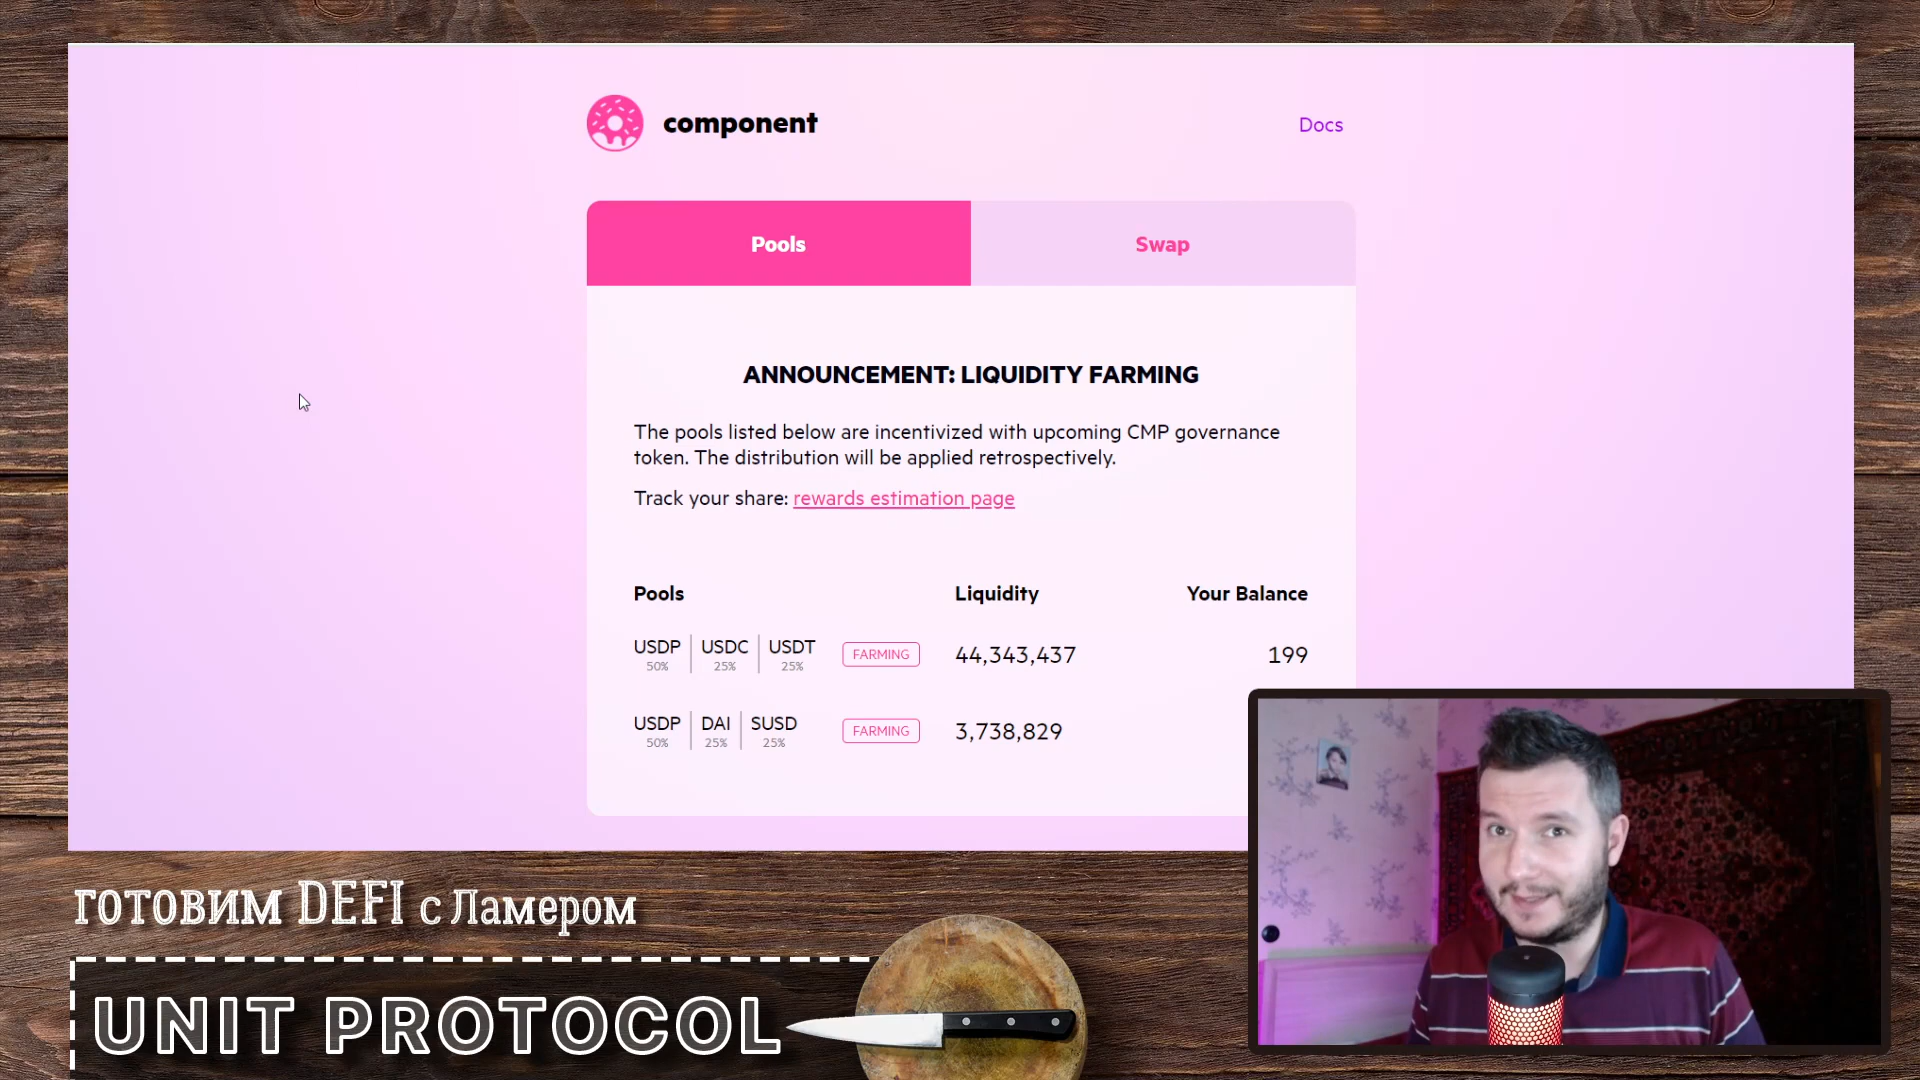 component
Docs
Pools
Swap
ANNOUNCEMENT: LIQUIDITY FARMING
The pools listed below are incentivized with upcoming CMP governance
token. The distribution will be applied retrospectively.
Track your share: rewards estimation page
Pools Liquidity Your Balance
USDP USDC USDT FARMING 44,343,437 199
50% 25% 25%
USDP DAI SUSD FARMING 3,738,829
50% 25% 25%
готовим DEFI с Ламером
UNIT PROTOCOL